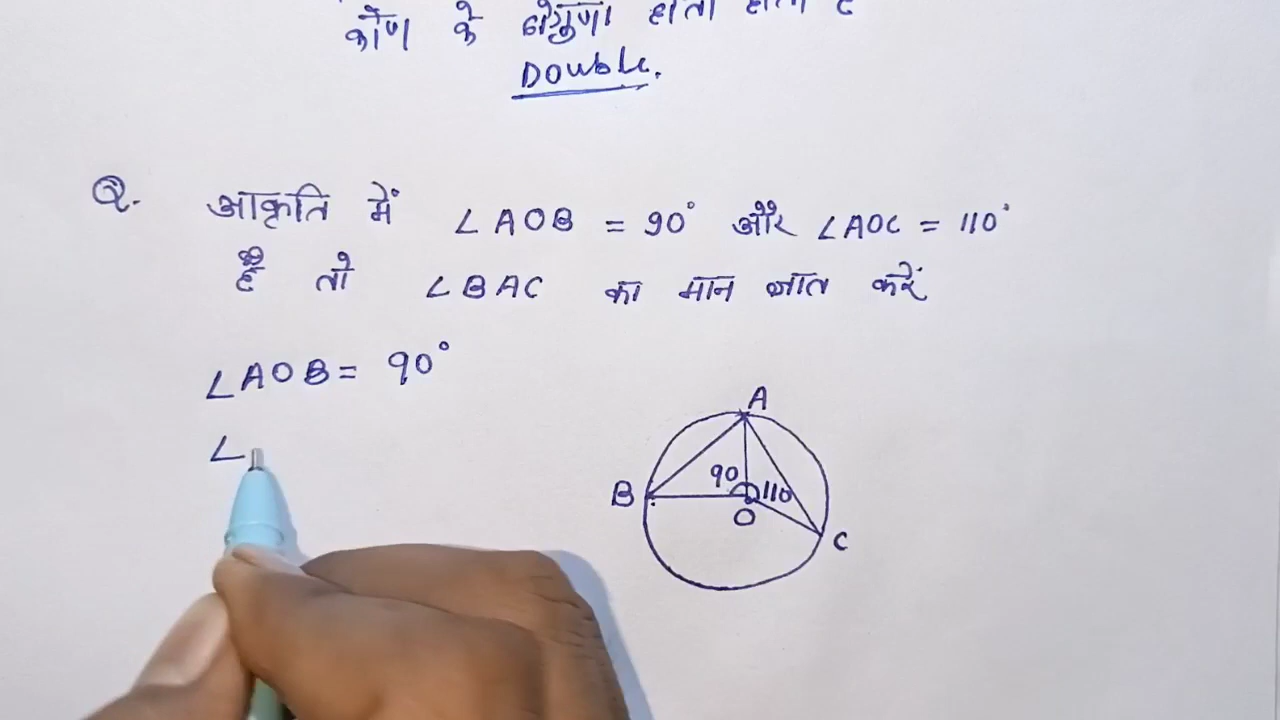 कोण के दोगुणा होता होता है
Double.
Q. आकृति में ∠AOB = 90° और ∠AOC = 110°
है तो ∠BAC का मान ज्ञात करें
∠AOB = 90°
∠
A
90
B
110
O
C